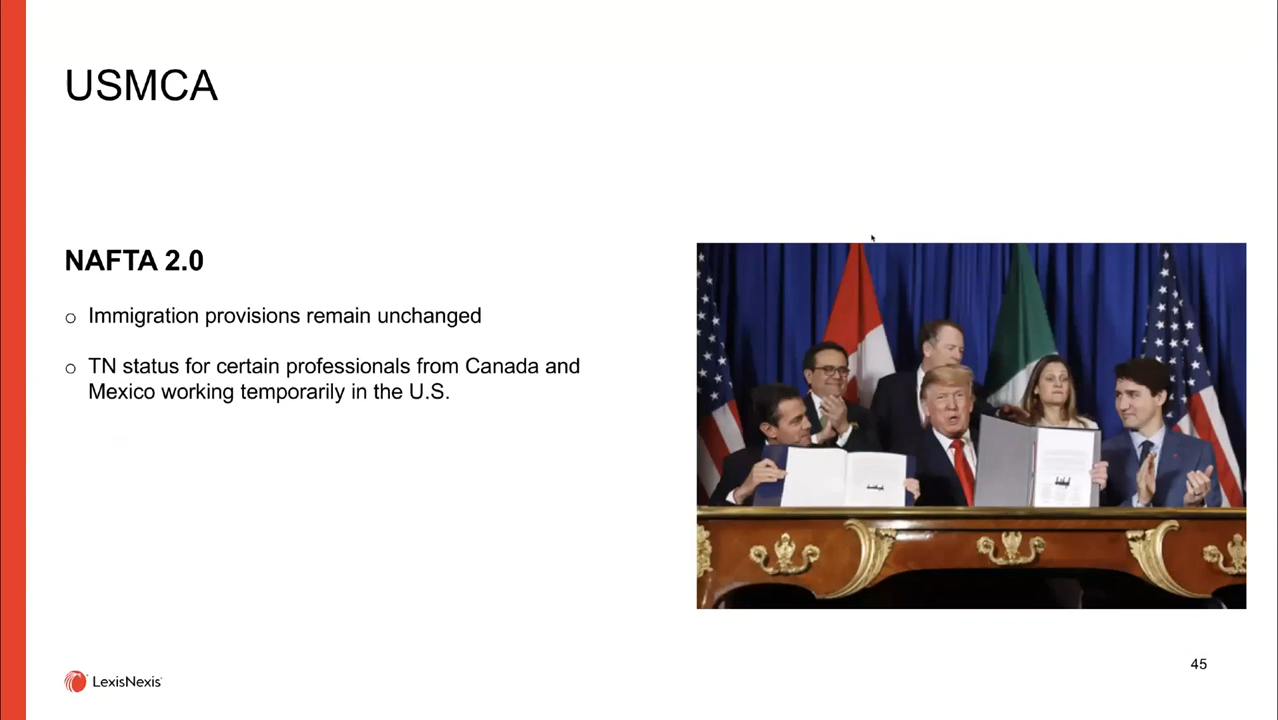 USMCA
NAFTA 2.0
Immigration provisions remain unchanged
TN status for certain professionals from Canada and
Mexico working temporarily in the U.S.
45
LexisNexis